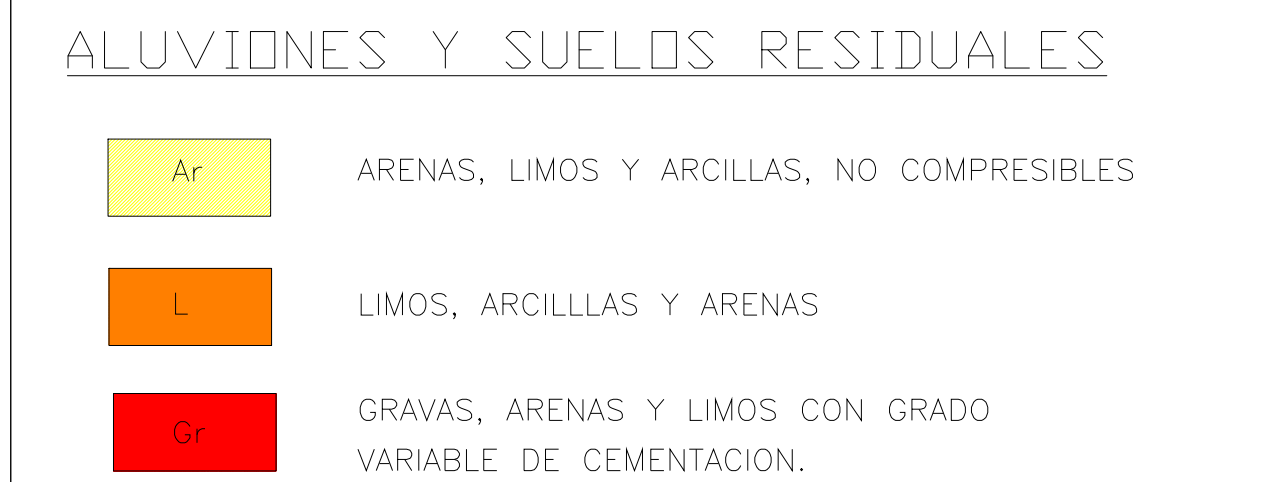 ALUVIONES Y SUELOS RESIDUALES
Ar
ARENAS, LIMOS Y ARCILLAS, NO COMPRESIBLES
L
LIMOS, ARCILLLAS Y ARENAS
Gr
GRAVAS, ARENAS Y LIMOS CON GRADO
VARIABLE DE CEMENTACION.